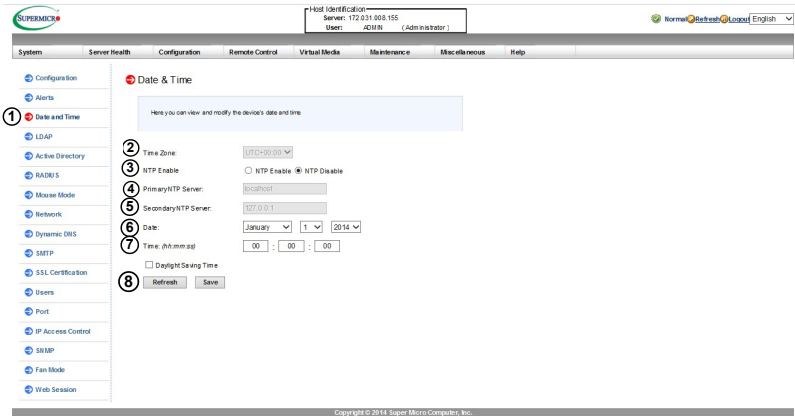 SUPERMICR
Host Identification
Server: 172.031.008.155
User: ADMIN (Administrator)
Normal Refresh Logout English
System Server Health Configuration Remote Control Virtual Media Maintenance Miscellaneous Help
Configuration
Alerts
1 Date and Time
LDAP
Active Directory
RADIUS
Mouse Mode
Network
Dynamic DNS
SMTP
SSL Certification
Users
Port
IP Access Control
SNMP
Fan Mode
Web Session
Date & Time
Here you can view and modify the device's date and time
2 Time Zone: UTC+00:00
3 NTP Enable NTP Enable NTP Disable
4 Primary NTP Server: localhost
5 Secondary NTP Server: 127.0.0.1
6 Date: January 1 2014
7 Time: (hh:mm:ss) 00 : 00 : 00
Daylight Saving Time
8 Refresh Save
Copyright © 2014 Super Micro Computer, Inc.